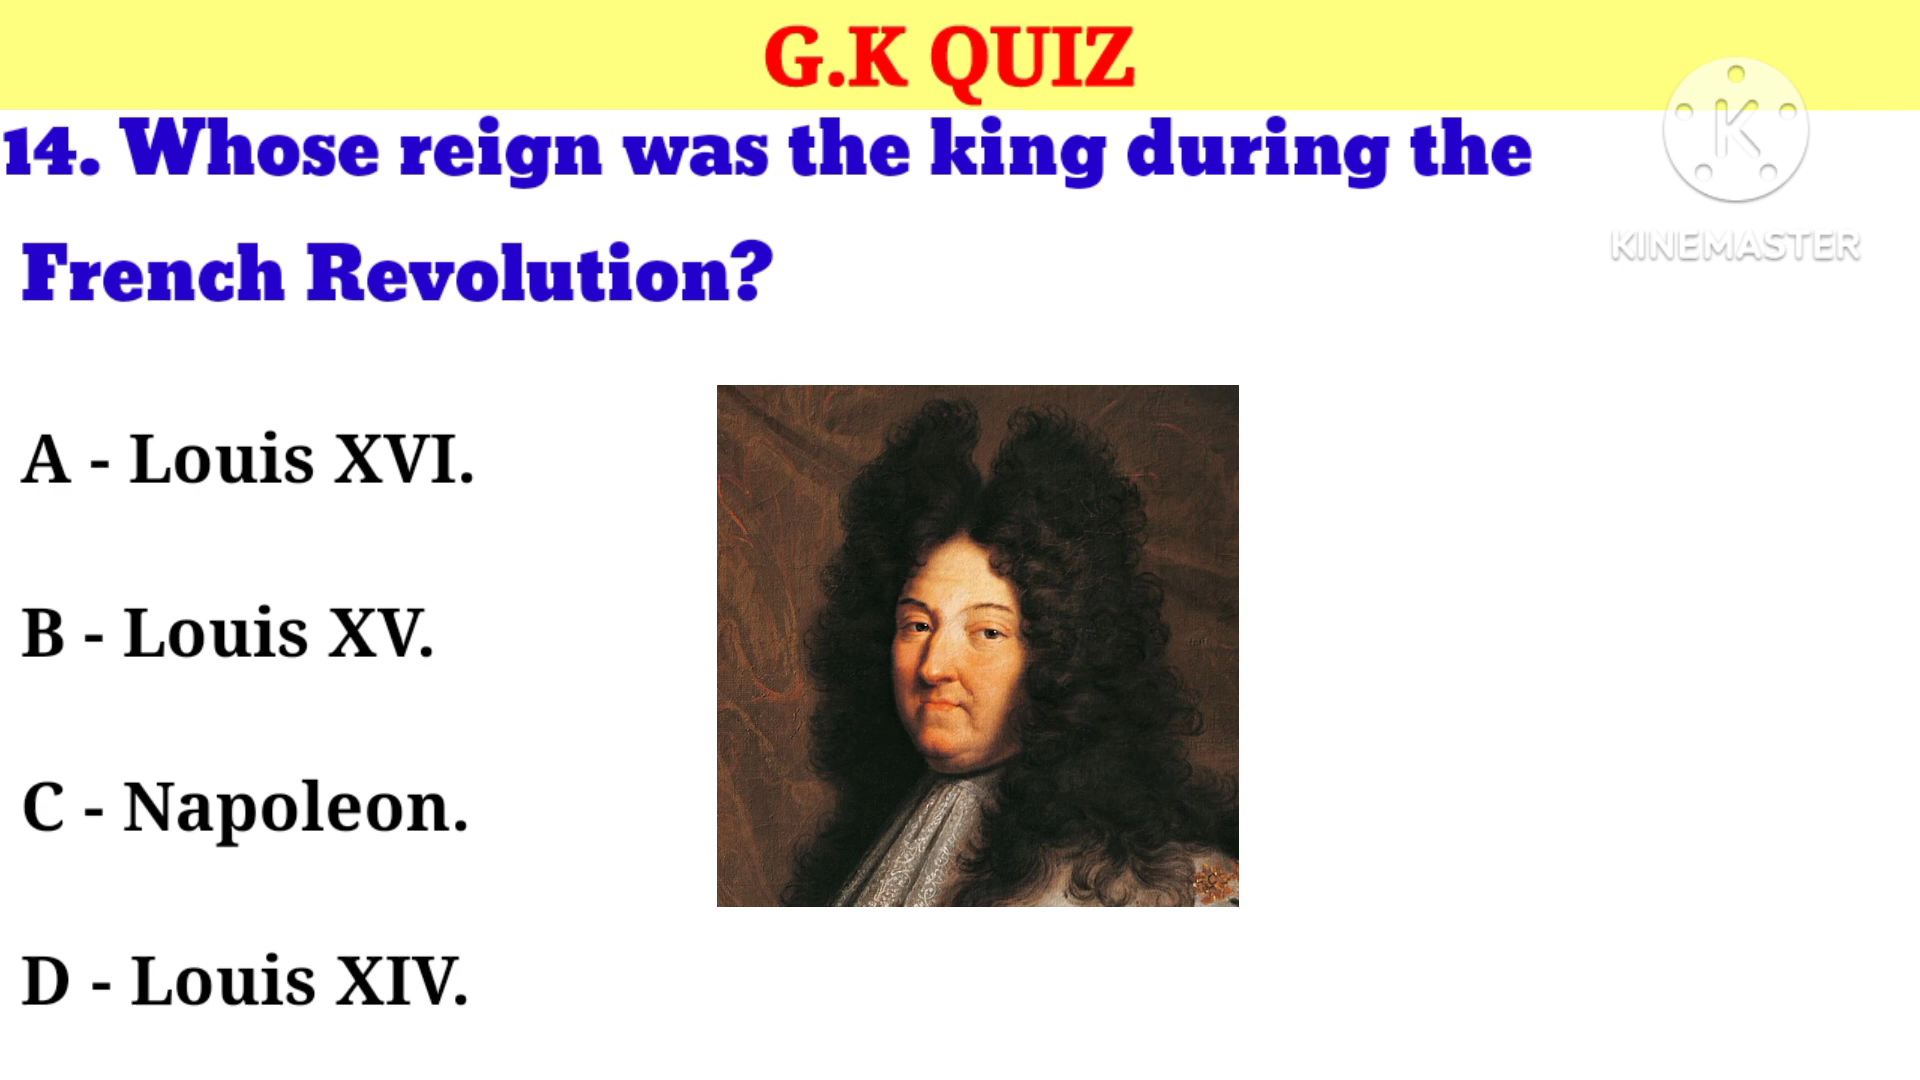 G.K QUIZ
14. Whose reign was the king during the
French Revolution?
K
KINEMASTER
A - Louis XVI.
B - Louis XV.
C - Napoleon.
D - Louis XIV.